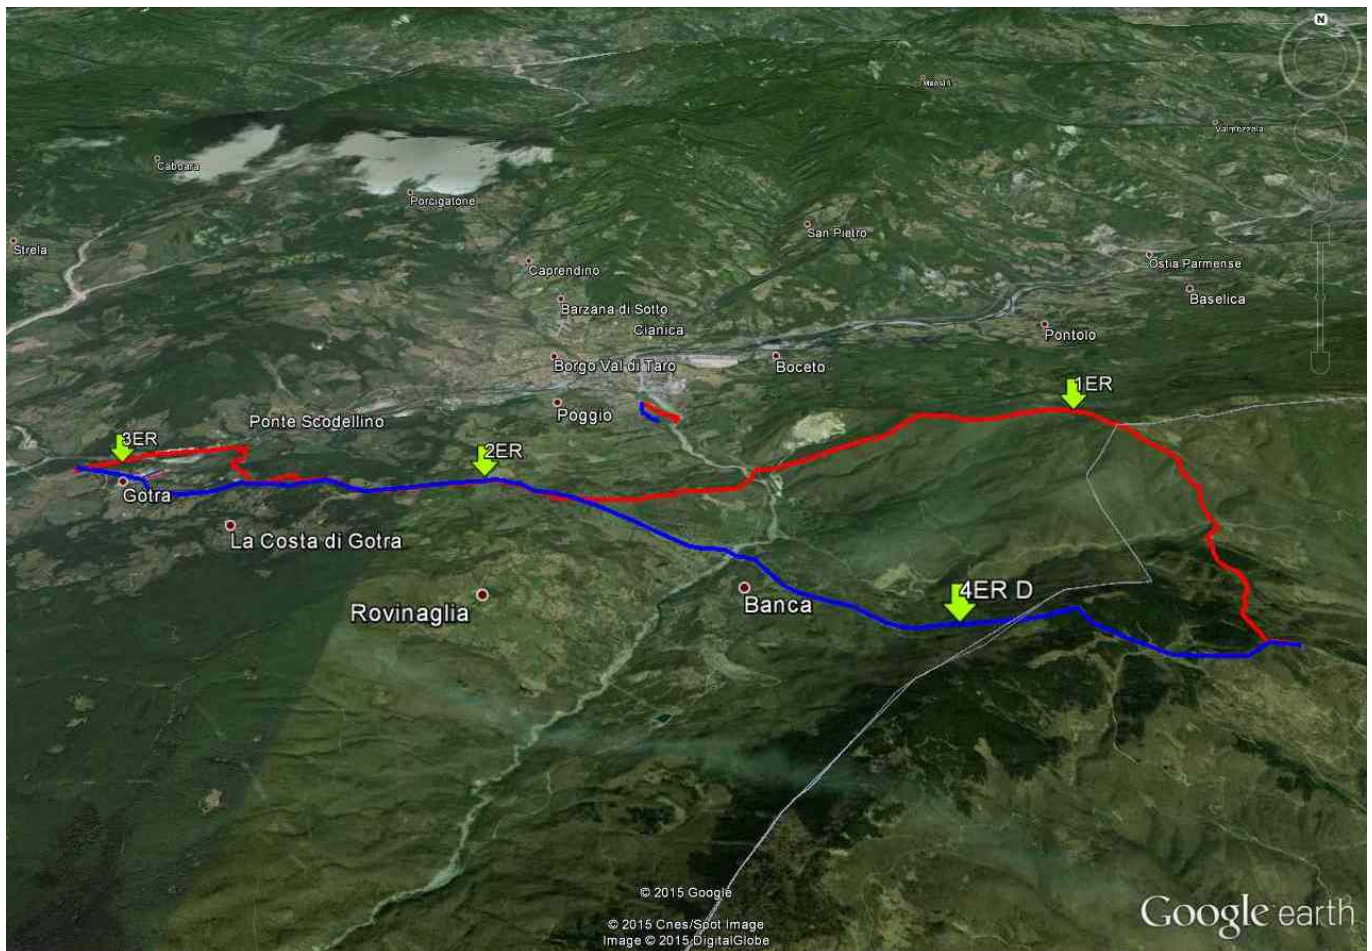 N
Valmozzola
Caboara
Porcigatone
San Pietro
Strela
Ostia Parmense
Caprendino
Baselica
Barzana di Sotto
Cianica
Pontolo
Borgo Val di Taro
Boceto
1ER
Poggio
Ponte Scodellino
3ER
2ER
Gotra
La Costa di Gotra
4ER D
Banca
Rovinaglia
© 2015 Google
© 2015 Cnes/Spot Image
Image © 2015 DigitalGlobe
Google earth